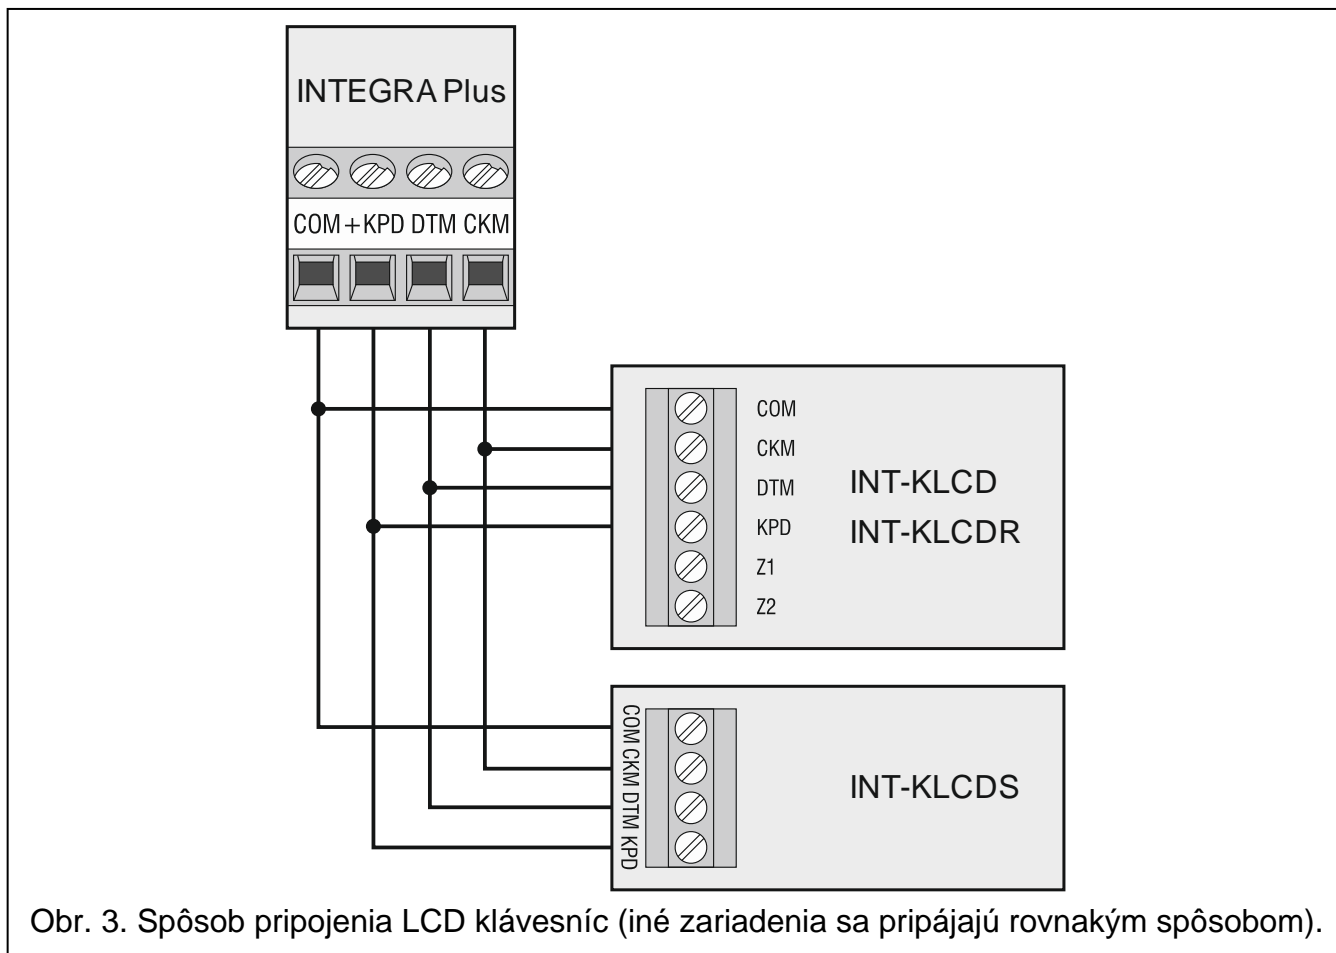 INTEGRA Plus
COM +KPD DTM CKM
COM
CKM
DTM
KPD
Z1
Z2
INT-KLCD
INT-KLCDR
COM CKM DTM KPD
INT-KLCDS
Obr. 3. Spôsob pripojenia LCD klávesníc (iné zariadenia sa pripájajú rovnakým spôsobom).